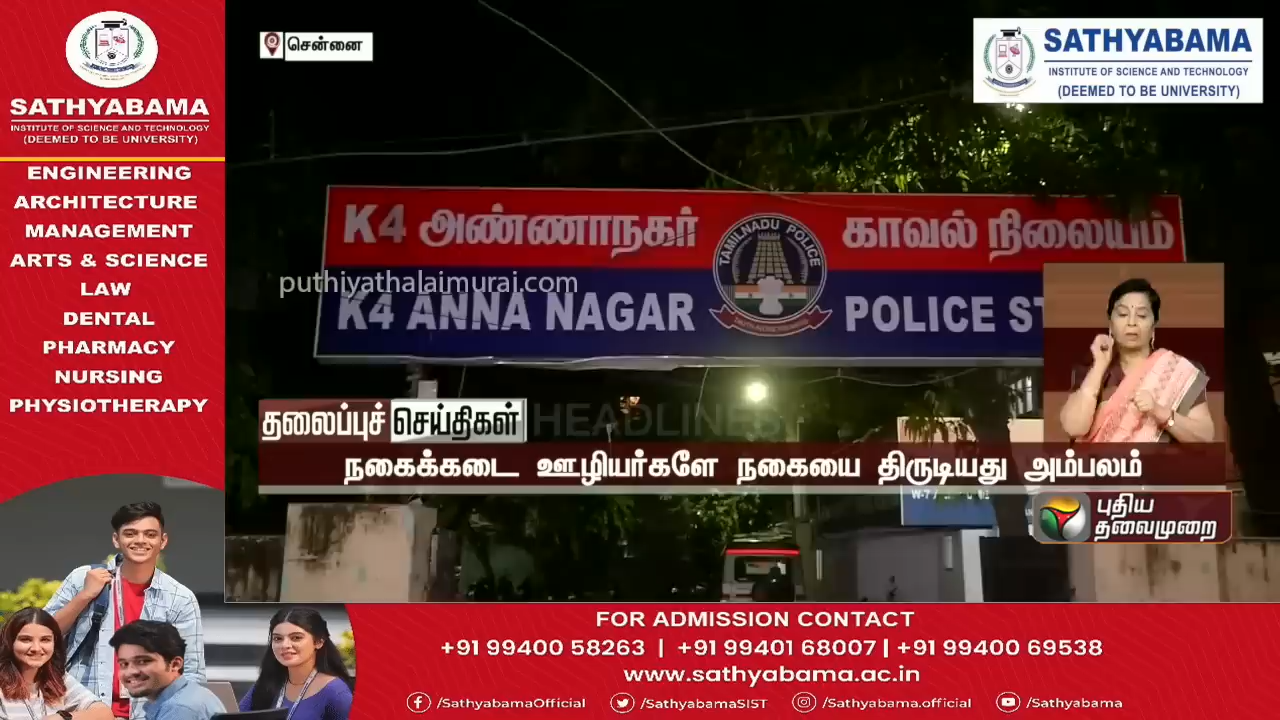 SATHYABAMA
INSTITUTE OF SCIENCE AND TECHNOLOGY
(DEEMED TO BE UNIVERSITY)
ENGINEERING
ARCHITECTURE
MANAGEMENT
ARTS & SCIENCE
LAW
DENTAL
PHARMACY
NURSING
PHYSIOTHERAPY
சென்னை
SATHYABAMA
INSTITUTE OF SCIENCE AND TECHNOLOGY
(DEEMED TO BE UNIVERSITY)
K4 அண்ணாநகர் காவல் நிலையம்
TAMILNADU POLICE
puthiyathalaimurai.com
K4 ANNA NAGAR POLICE ST
தலைப்புச் செய்திகள் HEADLINES
நகைக்கடை ஊழியர்களே நகையை திருடியது அம்பலம்
புதிய
தலைமுறை
FOR ADMISSION CONTACT
+91 99400 58263 | +91 99401 68007 | +91 99400 69538
www.sathyabama.ac.in
/SathyabamaOfficial /SathyabamaSIST /Sathyabama.official /Sathyabama